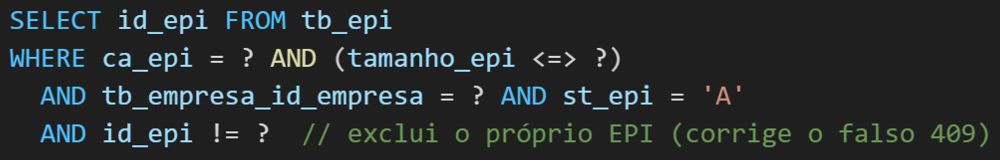 SELECT id_epi FROM tb_epi
WHERE ca_epi = ? AND (tamanho_epi <=> ?)
  AND tb_empresa_id_empresa = ? AND st_epi = 'A'
  AND id_epi != ?  // exclui o próprio EPI (corrige o falso 409)